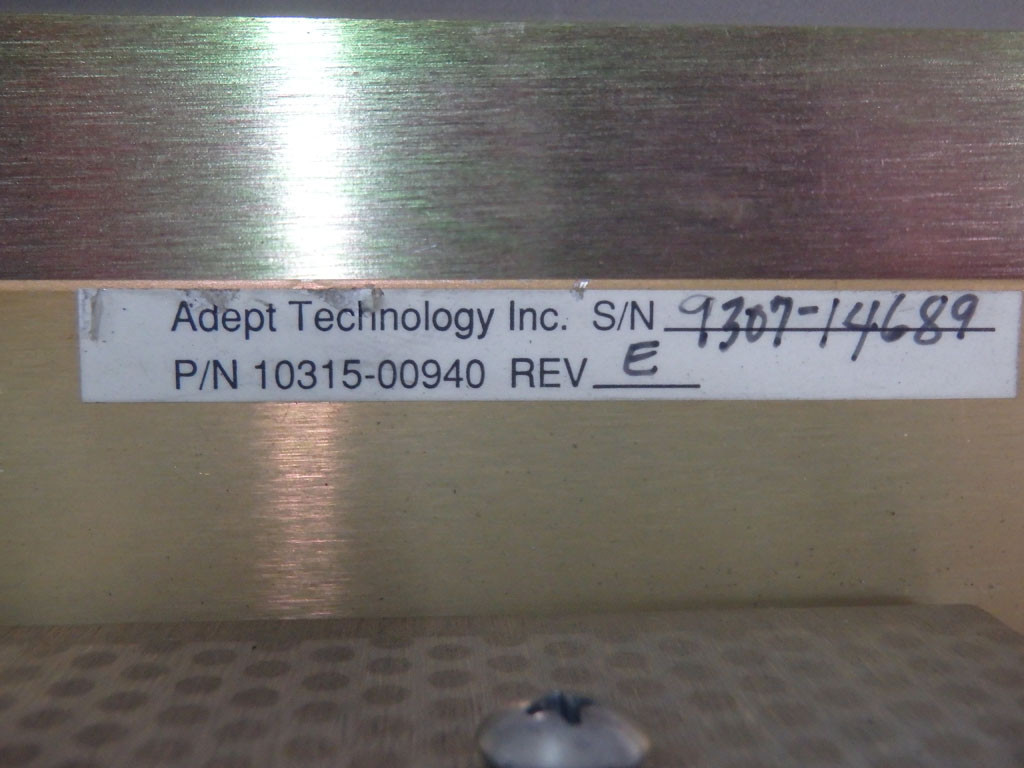 Adept Technology Inc. S/N 9307-14689
P/N 10315-00940 REV E